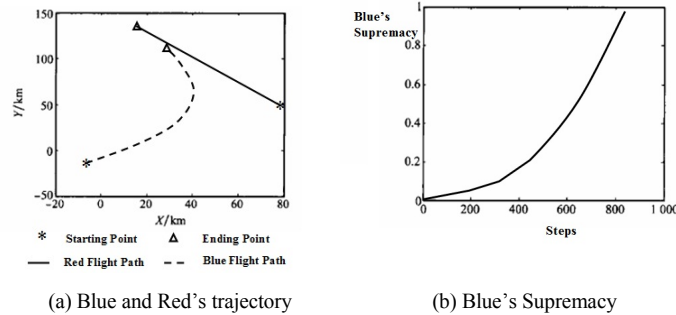 150
100
50
0
-50
Y/km
-20 0 20 40 60 80
X/km
* Starting Point Ending Point
Red Flight Path Blue Flight Path
(a) Blue and Red's trajectory
Blue's
Supremacy
1
0.8
0.6
0.4
0.2
0
0 200 400 600 800 1 000
Steps
(b) Blue's Supremacy